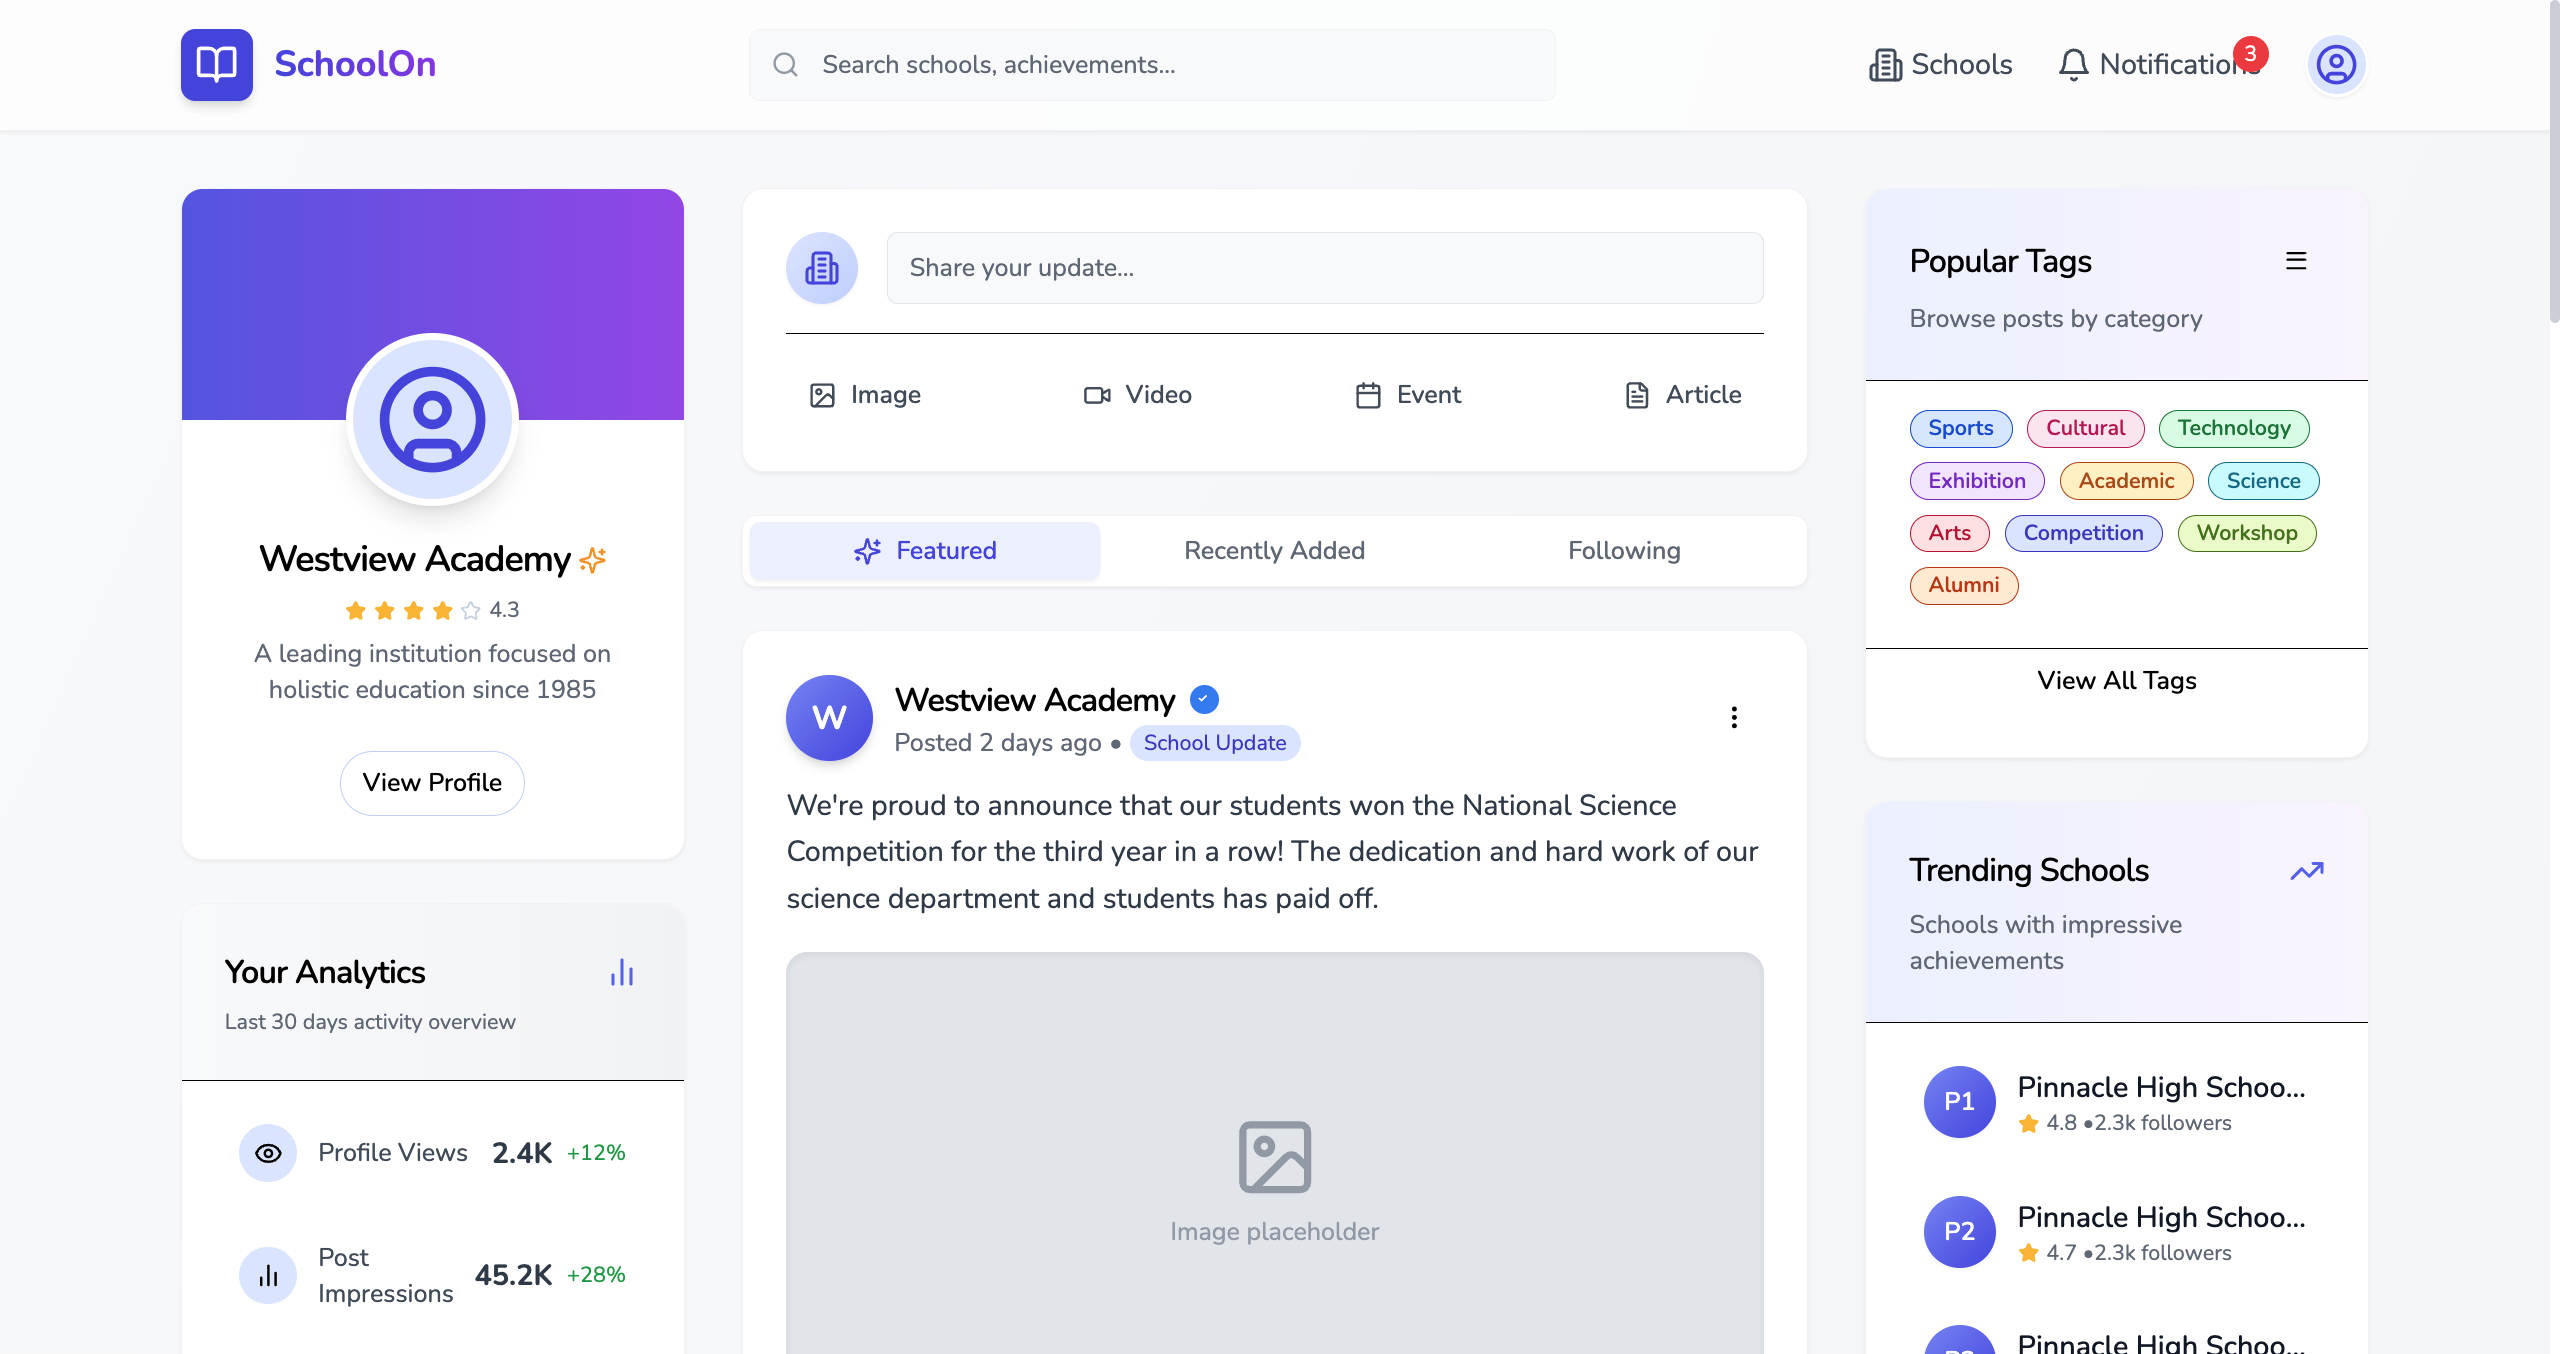 SchoolOn
Search schools, achievements...
Schools
Notifications
3
Westview Academy
4.3
A leading institution focused on
holistic education since 1985
View Profile
Your Analytics
Last 30 days activity overview
Profile Views 2.4K +12%
Post
Impressions
45.2K +28%
Share your update...
Image
Video
Event
Article
Featured
Recently Added
Following
W
Westview Academy
Posted 2 days ago • School Update
We're proud to announce that our students won the National Science
Competition for the third year in a row! The dedication and hard work of our
science department and students has paid off.
Image placeholder
Popular Tags
Browse posts by category
Sports
Cultural
Technology
Exhibition
Academic
Science
Arts
Competition
Workshop
Alumni
View All Tags
Trending Schools
Schools with impressive
achievements
P1
Pinnacle High Schoo...
4.8 •2.3k followers
P2
Pinnacle High Schoo...
4.7 •2.3k followers
Pinnacle High Schoo...